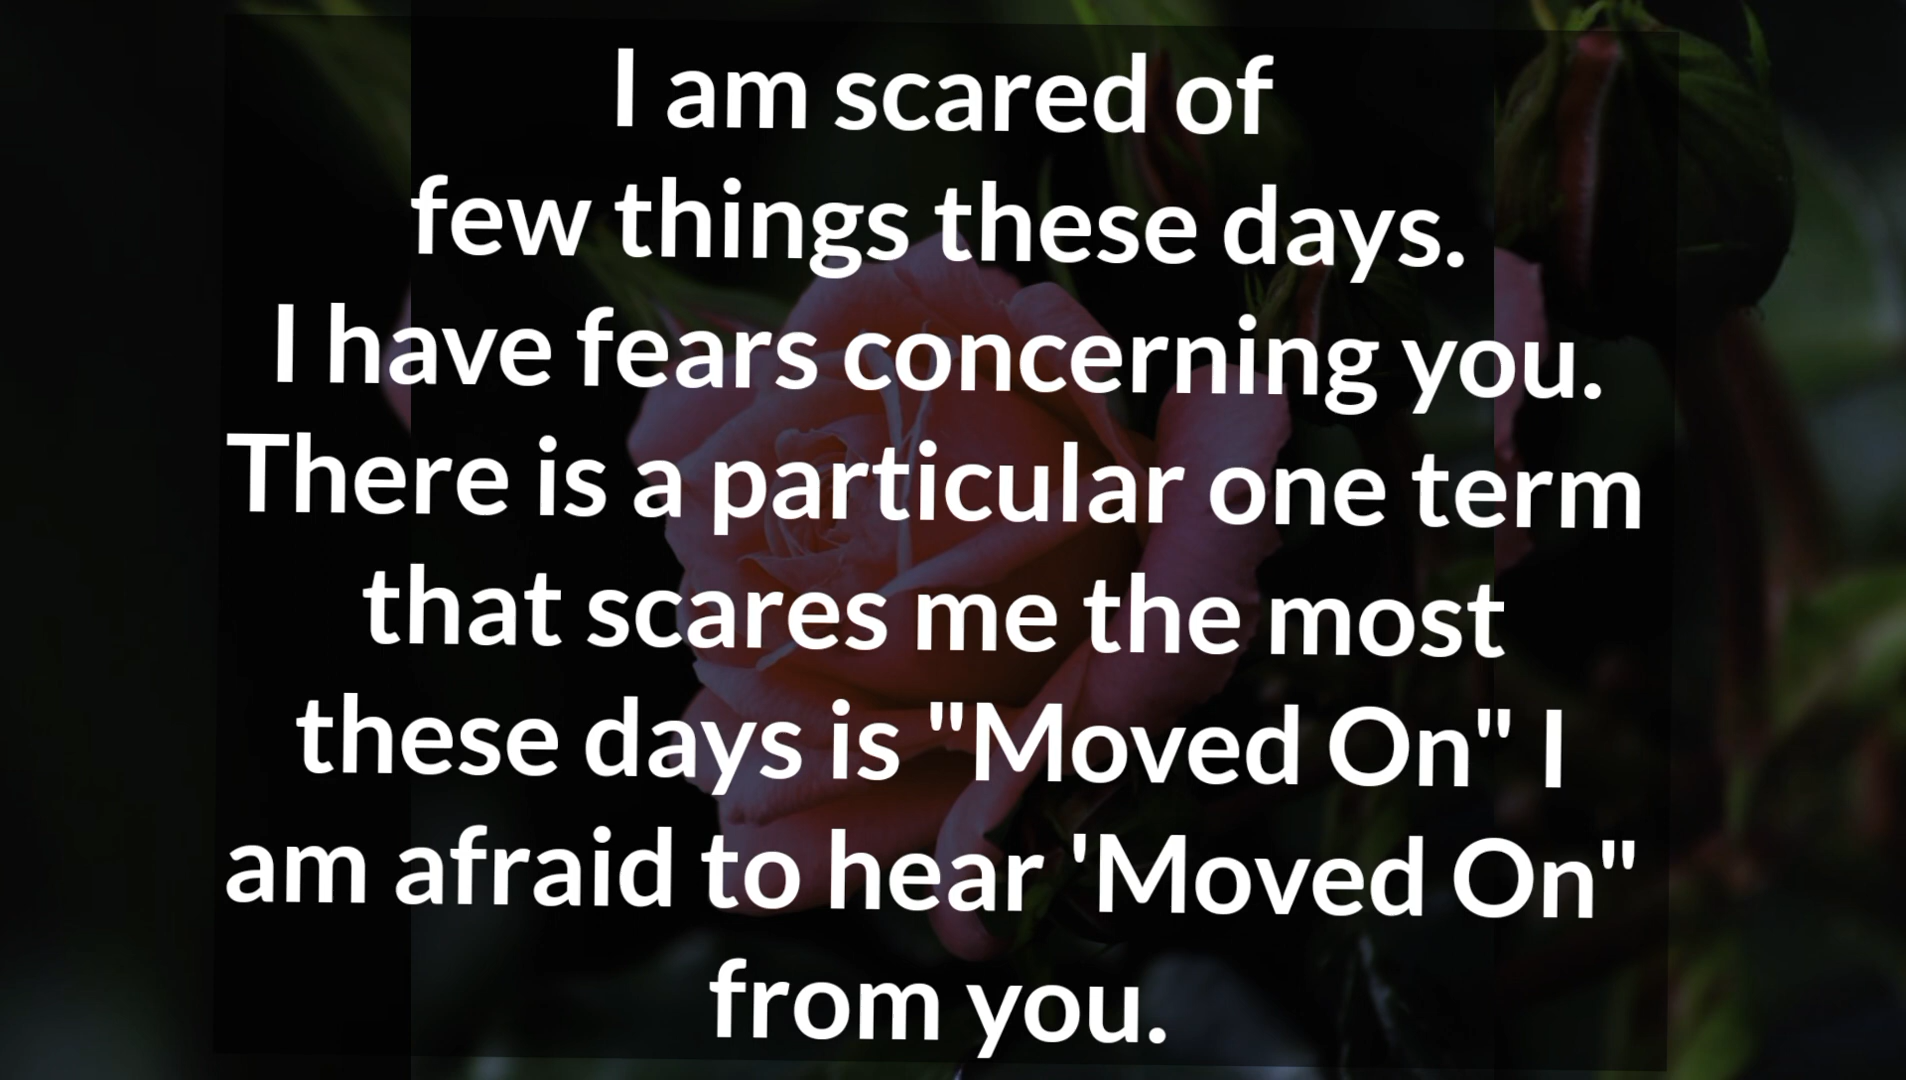 I am scared of
few things these days.
I have fears concerning you.
There is a particular one term
that scares me the most
these days is "Moved On" I
am afraid to hear 'Moved On"
from you.